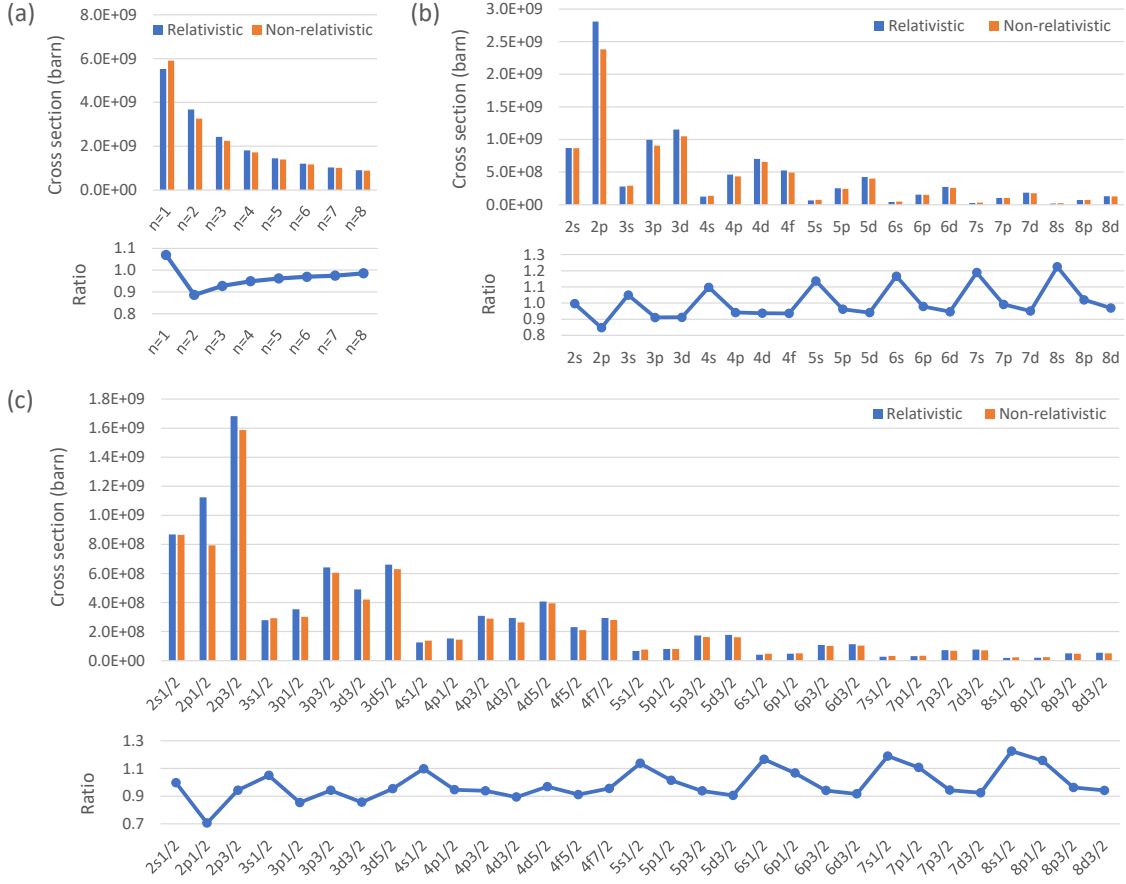 (a)
Cross section (barn)
8.0E+09
6.0E+09
4.0E+09
2.0E+09
0.0E+00
Relativistic Non-relativistic
n=1 n=2 n=3 n=4 n=5 n=6 n=7 n=8
Ratio
1.1
1.0
0.9
0.8
n=1 n=2 n=3 n=4 n=5 n=6 n=7 n=8
(b)
Cross section (barn)
3.0E+09
2.5E+09
2.0E+09
1.5E+09
1.0E+09
5.0E+08
0.0E+00
Relativistic Non-relativistic
2s 2p 3s 3p 3d 4s 4p 4d 4f 5s 5p 5d 6s 6p 6d 7s 7p 7d 8s 8p 8d
Ratio
1.3
1.2
1.1
1.0
0.9
0.8
2s 2p 3s 3p 3d 4s 4p 4d 4f 5s 5p 5d 6s 6p 6d 7s 7p 7d 8s 8p 8d
(c)
Cross section (barn)
1.8E+09
1.6E+09
1.4E+09
1.2E+09
1.0E+09
8.0E+08
6.0E+08
4.0E+08
2.0E+08
0.0E+00
Relativistic Non-relativistic
2s1/2 2p1/2 2p3/2 3s1/2 3p1/2 3p3/2 3d3/2 3d5/2 4s1/2 4p1/2 4p3/2 4d3/2 4d5/2 4f5/2 4f7/2 5s1/2 5p1/2 5p3/2 5d3/2 6s1/2 6p1/2 6p3/2 6d3/2 7s1/2 7p1/2 7p3/2 7d3/2 8s1/2 8p1/2 8p3/2 8d3/2
Ratio
1.3
1.1
0.9
0.7
2s1/2 2p1/2 2p3/2 3s1/2 3p1/2 3p3/2 3d3/2 3d5/2 4s1/2 4p1/2 4p3/2 4d3/2 4d5/2 4f5/2 4f7/2 5s1/2 5p1/2 5p3/2 5d3/2 6s1/2 6p1/2 6p3/2 6d3/2 7s1/2 7p1/2 7p3/2 7d3/2 8s1/2 8p1/2 8p3/2 8d3/2